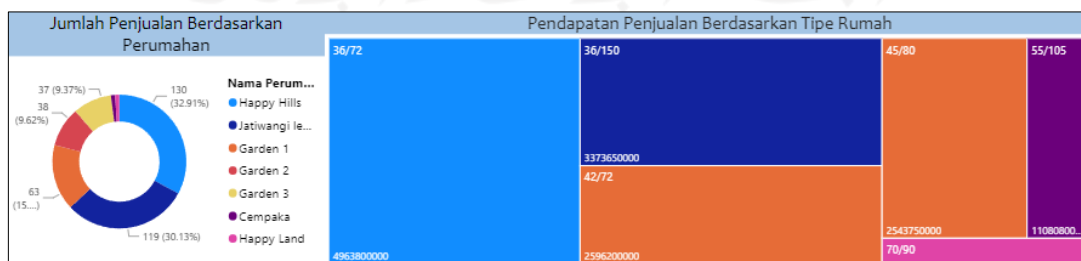 Jumlah Penjualan Berdasarkan
Perumahan
37 (9.37%)
38
(9.62%)
63
(15....)
130
(32.91%)
119 (30.13%)
Nama Perum...
Happy Hills
Jatiwangi le...
Garden 1
Garden 2
Garden 3
Cempaka
Happy Land
Pendapatan Penjualan Berdasarkan Tipe Rumah
36/72
4963800000
36/150
3373650000
42/72
2596200000
45/80
2543750000
55/105
11080800...
70/90